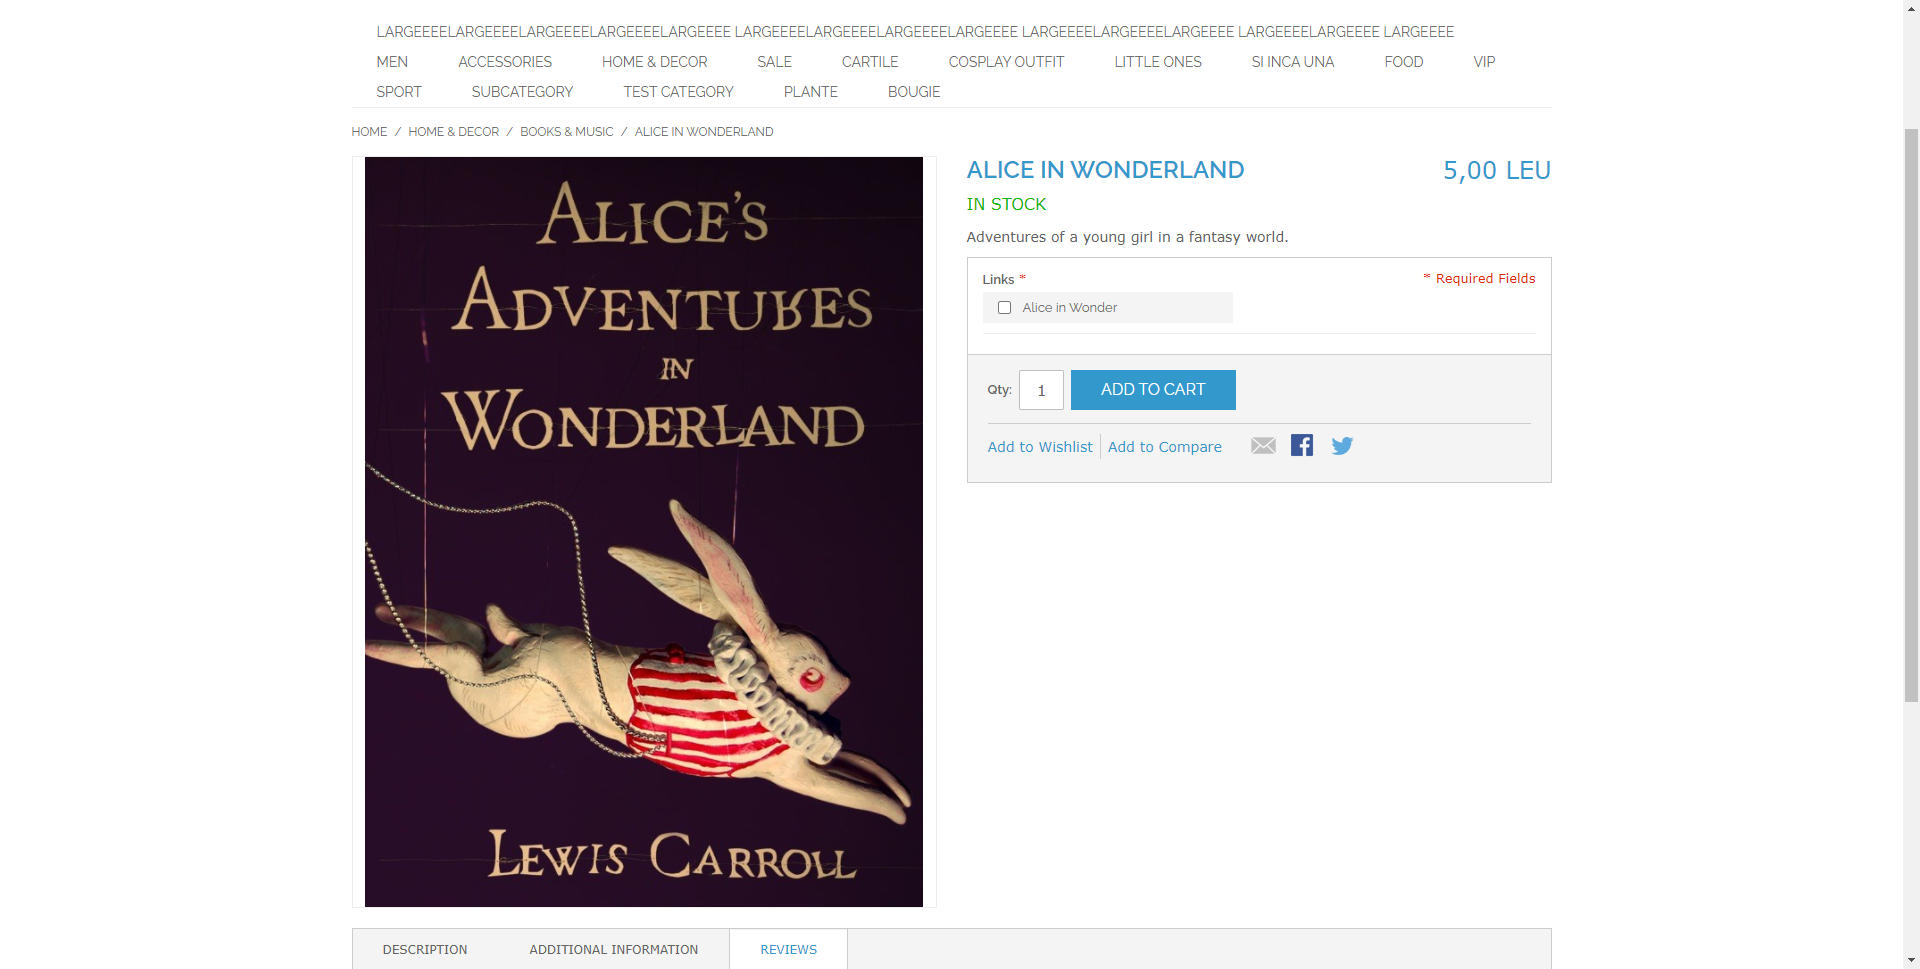 LARGEEEELARGEEEELARGEEEELARGEEEELARGEEEE LARGEEEELARGEEEELARGEEEELARGEEEE LARGEEEELARGEEEELARGEEEE LARGEEEELARGEEEE LARGEEEE
MEN ACCESSORIES HOME & DECOR SALE CARTILE COSPLAY OUTFIT LITTLE ONES SI INCA UNA FOOD VIP
SPORT SUBCATEGORY TEST CATEGORY PLANTE BOUGIE
HOME / HOME & DECOR / BOOKS & MUSIC / ALICE IN WONDERLAND
ALICE'S
ADVENTURES
IN
WONDERLAND
LEWIS CARROLL
ALICE IN WONDERLAND 5,00 LEU
IN STOCK
Adventures of a young girl in a fantasy world.
Links * * Required Fields
Alice in Wonder
Qty: 1 ADD TO CART
Add to Wishlist Add to Compare
DESCRIPTION ADDITIONAL INFORMATION REVIEWS